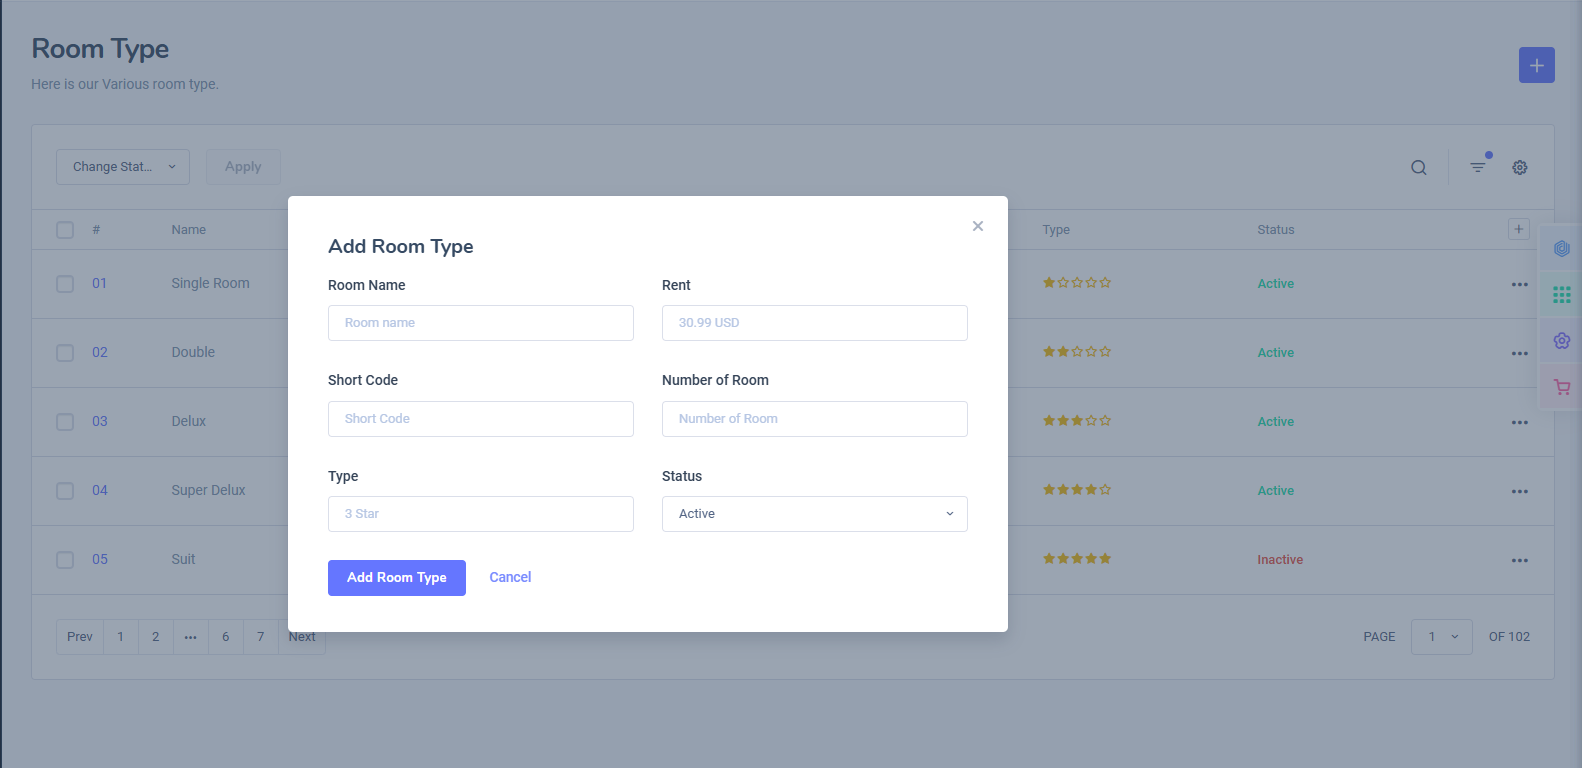 Room Type
Here is our Various room type.
Change Stat...
Apply
# Name Type Status
01 Single Room Active
02 Double Active
03 Delux Active
04 Super Delux Active
05 Suit Inactive
Add Room Type
Room Name Rent
Room name 30.99 USD
Short Code Number of Room
Short Code Number of Room
Type Status
3 Star Active
Add Room Type Cancel
Prev 1 2 ... 6 7 Next PAGE 1 OF 102